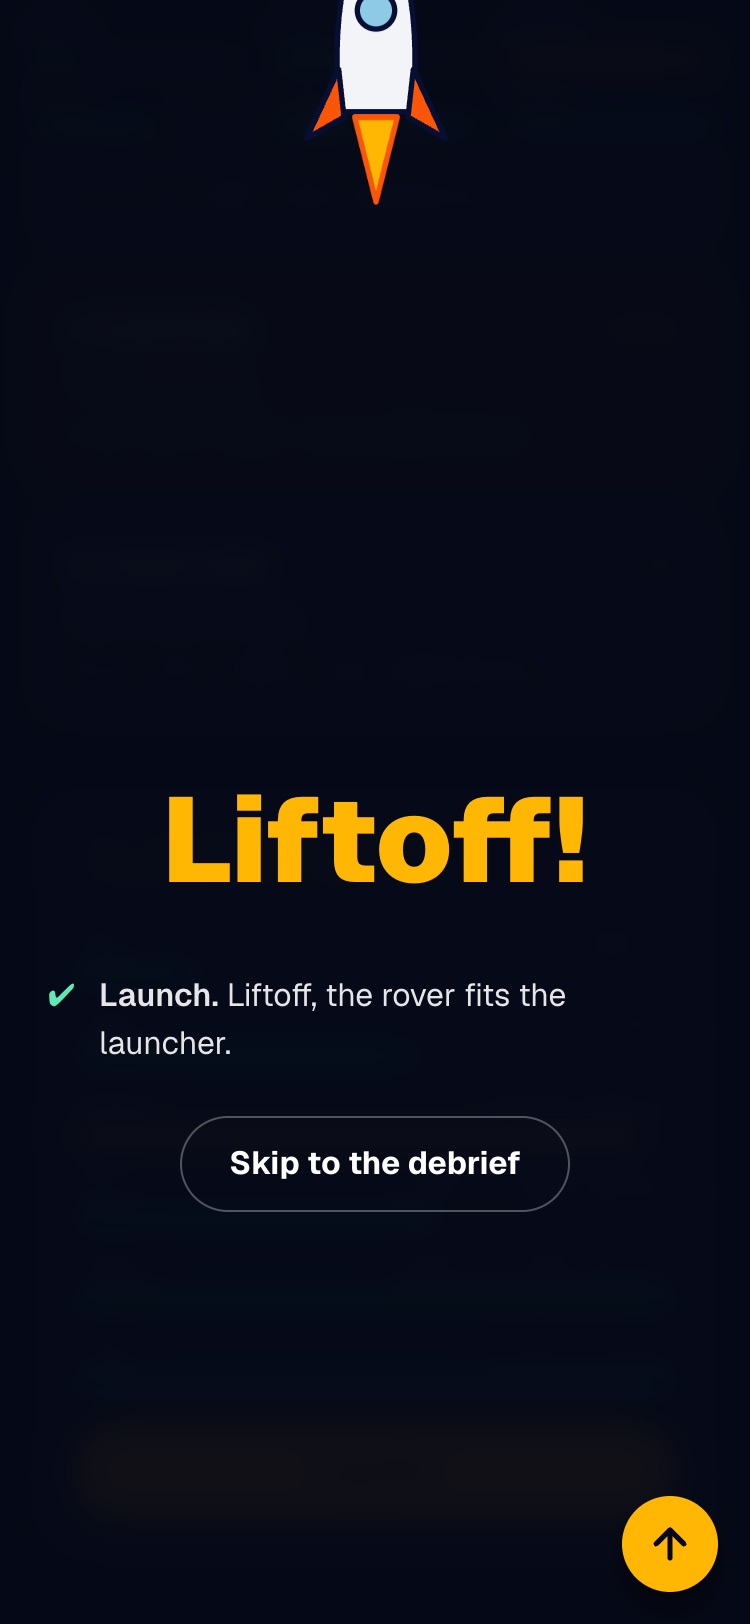 Liftoff!
✔ Launch. Liftoff, the rover fits the
launcher.
Skip to the debrief